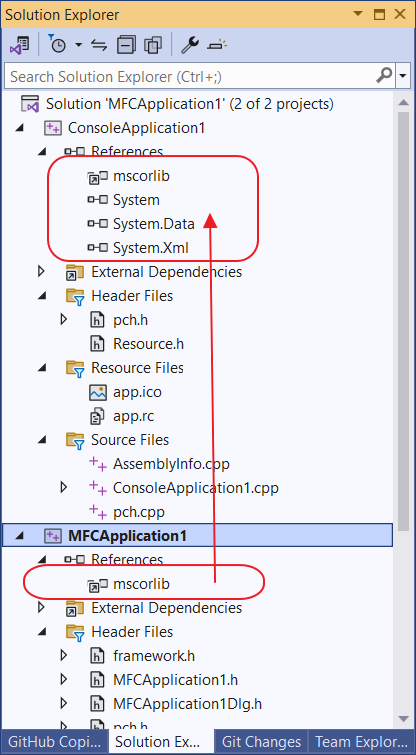 Solution Explorer
Search Solution Explorer (Ctrl+;)
Solution 'MFCApplication1' (2 of 2 projects)
ConsoleApplication1
References
mscorlib
System
System.Data
System.Xml
External Dependencies
Header Files
pch.h
Resource.h
Resource Files
app.ico
app.rc
Source Files
AssemblyInfo.cpp
ConsoleApplication1.cpp
pch.cpp
MFCApplication1
References
mscorlib
External Dependencies
Header Files
framework.h
MFCApplication1.h
MFCApplication1Dlg.h
pch.h
GitHub Copi... Solution Ex... Git Changes Team Explor...